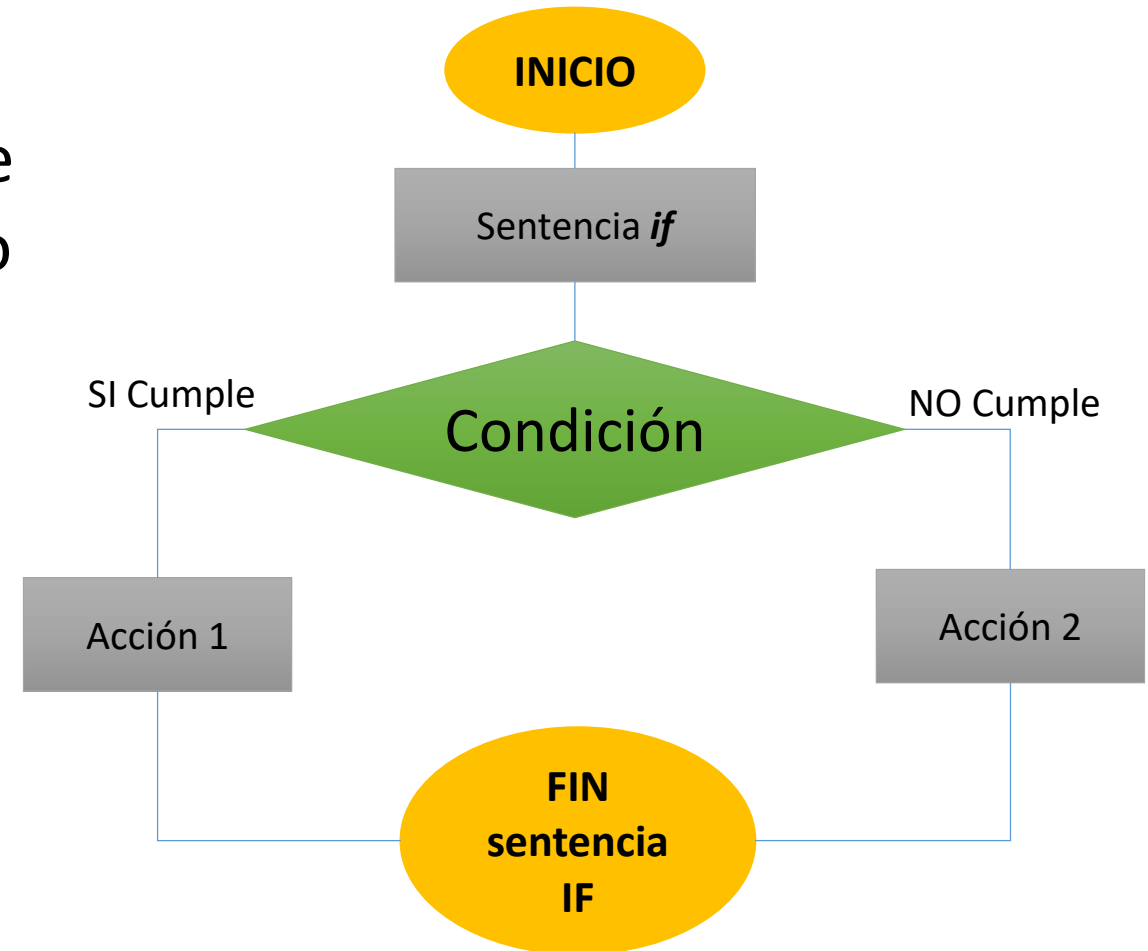 INICIO
e
o
Sentencia if
SI Cumple
NO Cumple
Condición
Acción 1
Acción 2
FIN
sentencia
IF